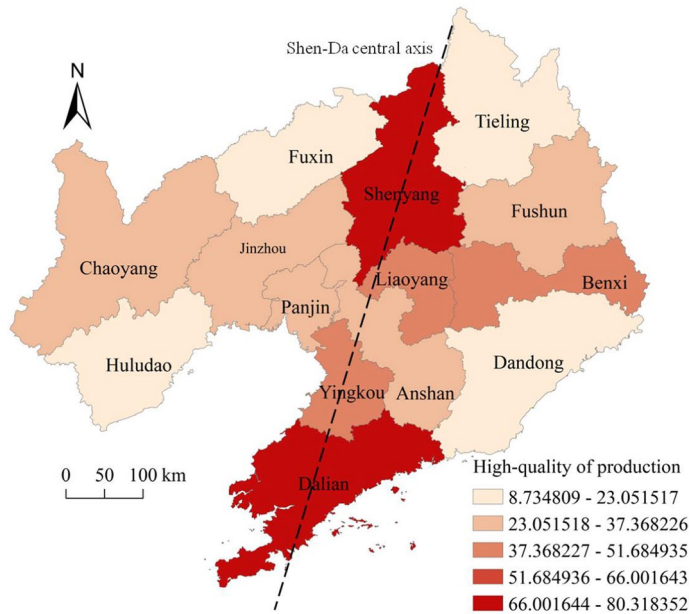 Shen-Da central axis
N
Tieling
Fuxin
Shenyang
Fushun
Jinzhou
Chaoyang
Liaoyang
Benxi
Panjin
Huludao
Dandong
Yingkou
Anshan
Dalian
0 50 100 km
High-quality of production
8.734809 - 23.051517
23.051518 - 37.368226
37.368227 - 51.684935
51.684936 - 66.001643
66.001644 - 80.318352